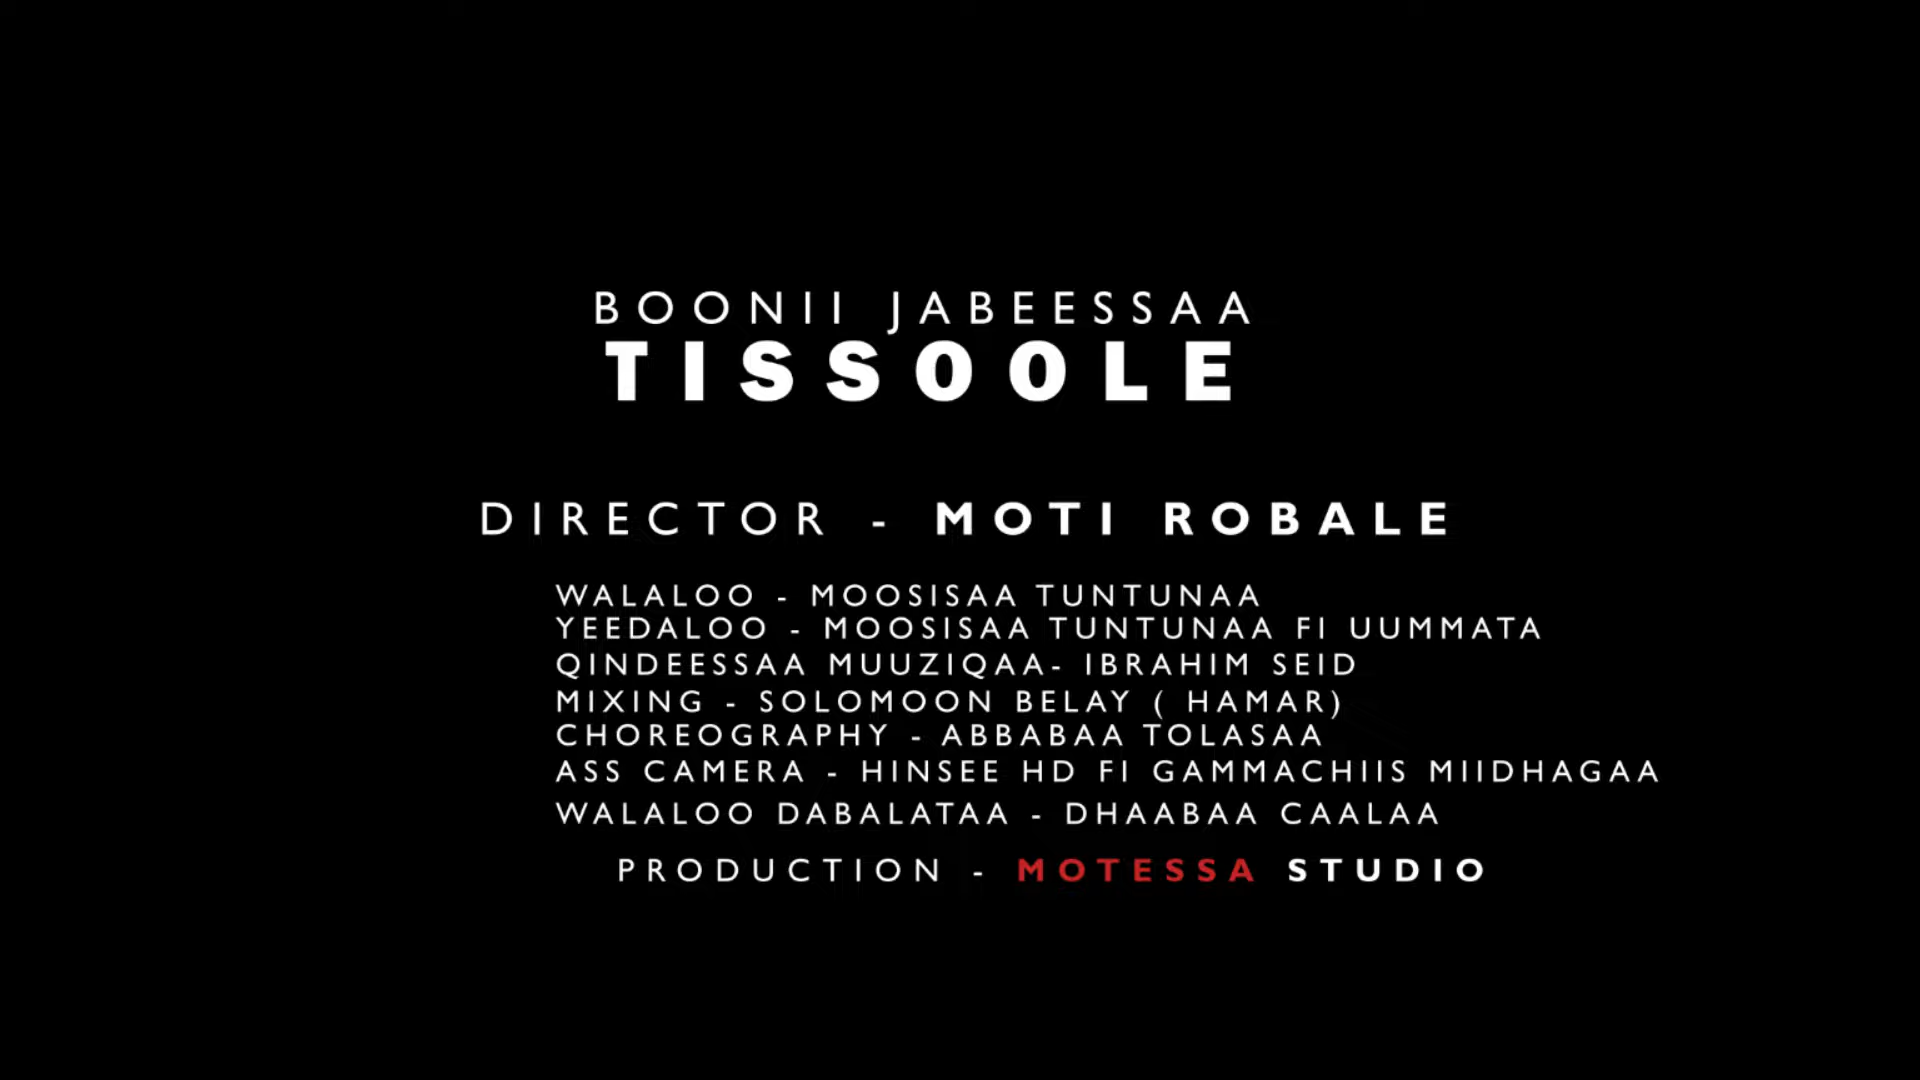 BOONII JABEESSAA
TISSOOLE
DIRECTOR - MOTI ROBALE
WALALOO - MOOSISAA TUNTUNAA
YEEDALOO - MOOSISAA TUNTUNAA FI UUMMATA
QINDEESSAA MUUZIQAA- IBRAHIM SEID
MIXING - SOLOMOON BELAY ( HAMAR)
CHOREOGRAPHY - ABBABAA TOLASAA
ASS CAMERA - HINSEE HD FI GAMMACHIIS MIIDHAGAA
WALALOO DABALATAA - DHAABAA CAALAA
PRODUCTION - MOTESSA STUDIO